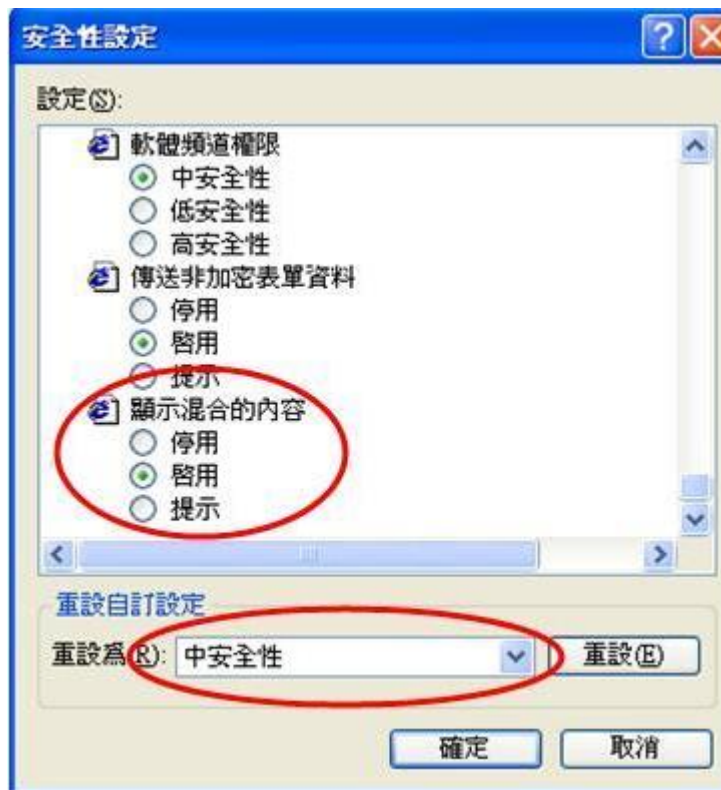 安全性設定
設定(S):
軟體頻道權限
中安全性
低安全性
高安全性
傳送非加密表單資料
停用
啓用
提示
顯示混合的內容
停用
啓用
提示
重設自訂設定
重設爲(R): 中安全性 重設(E)
確定 取消